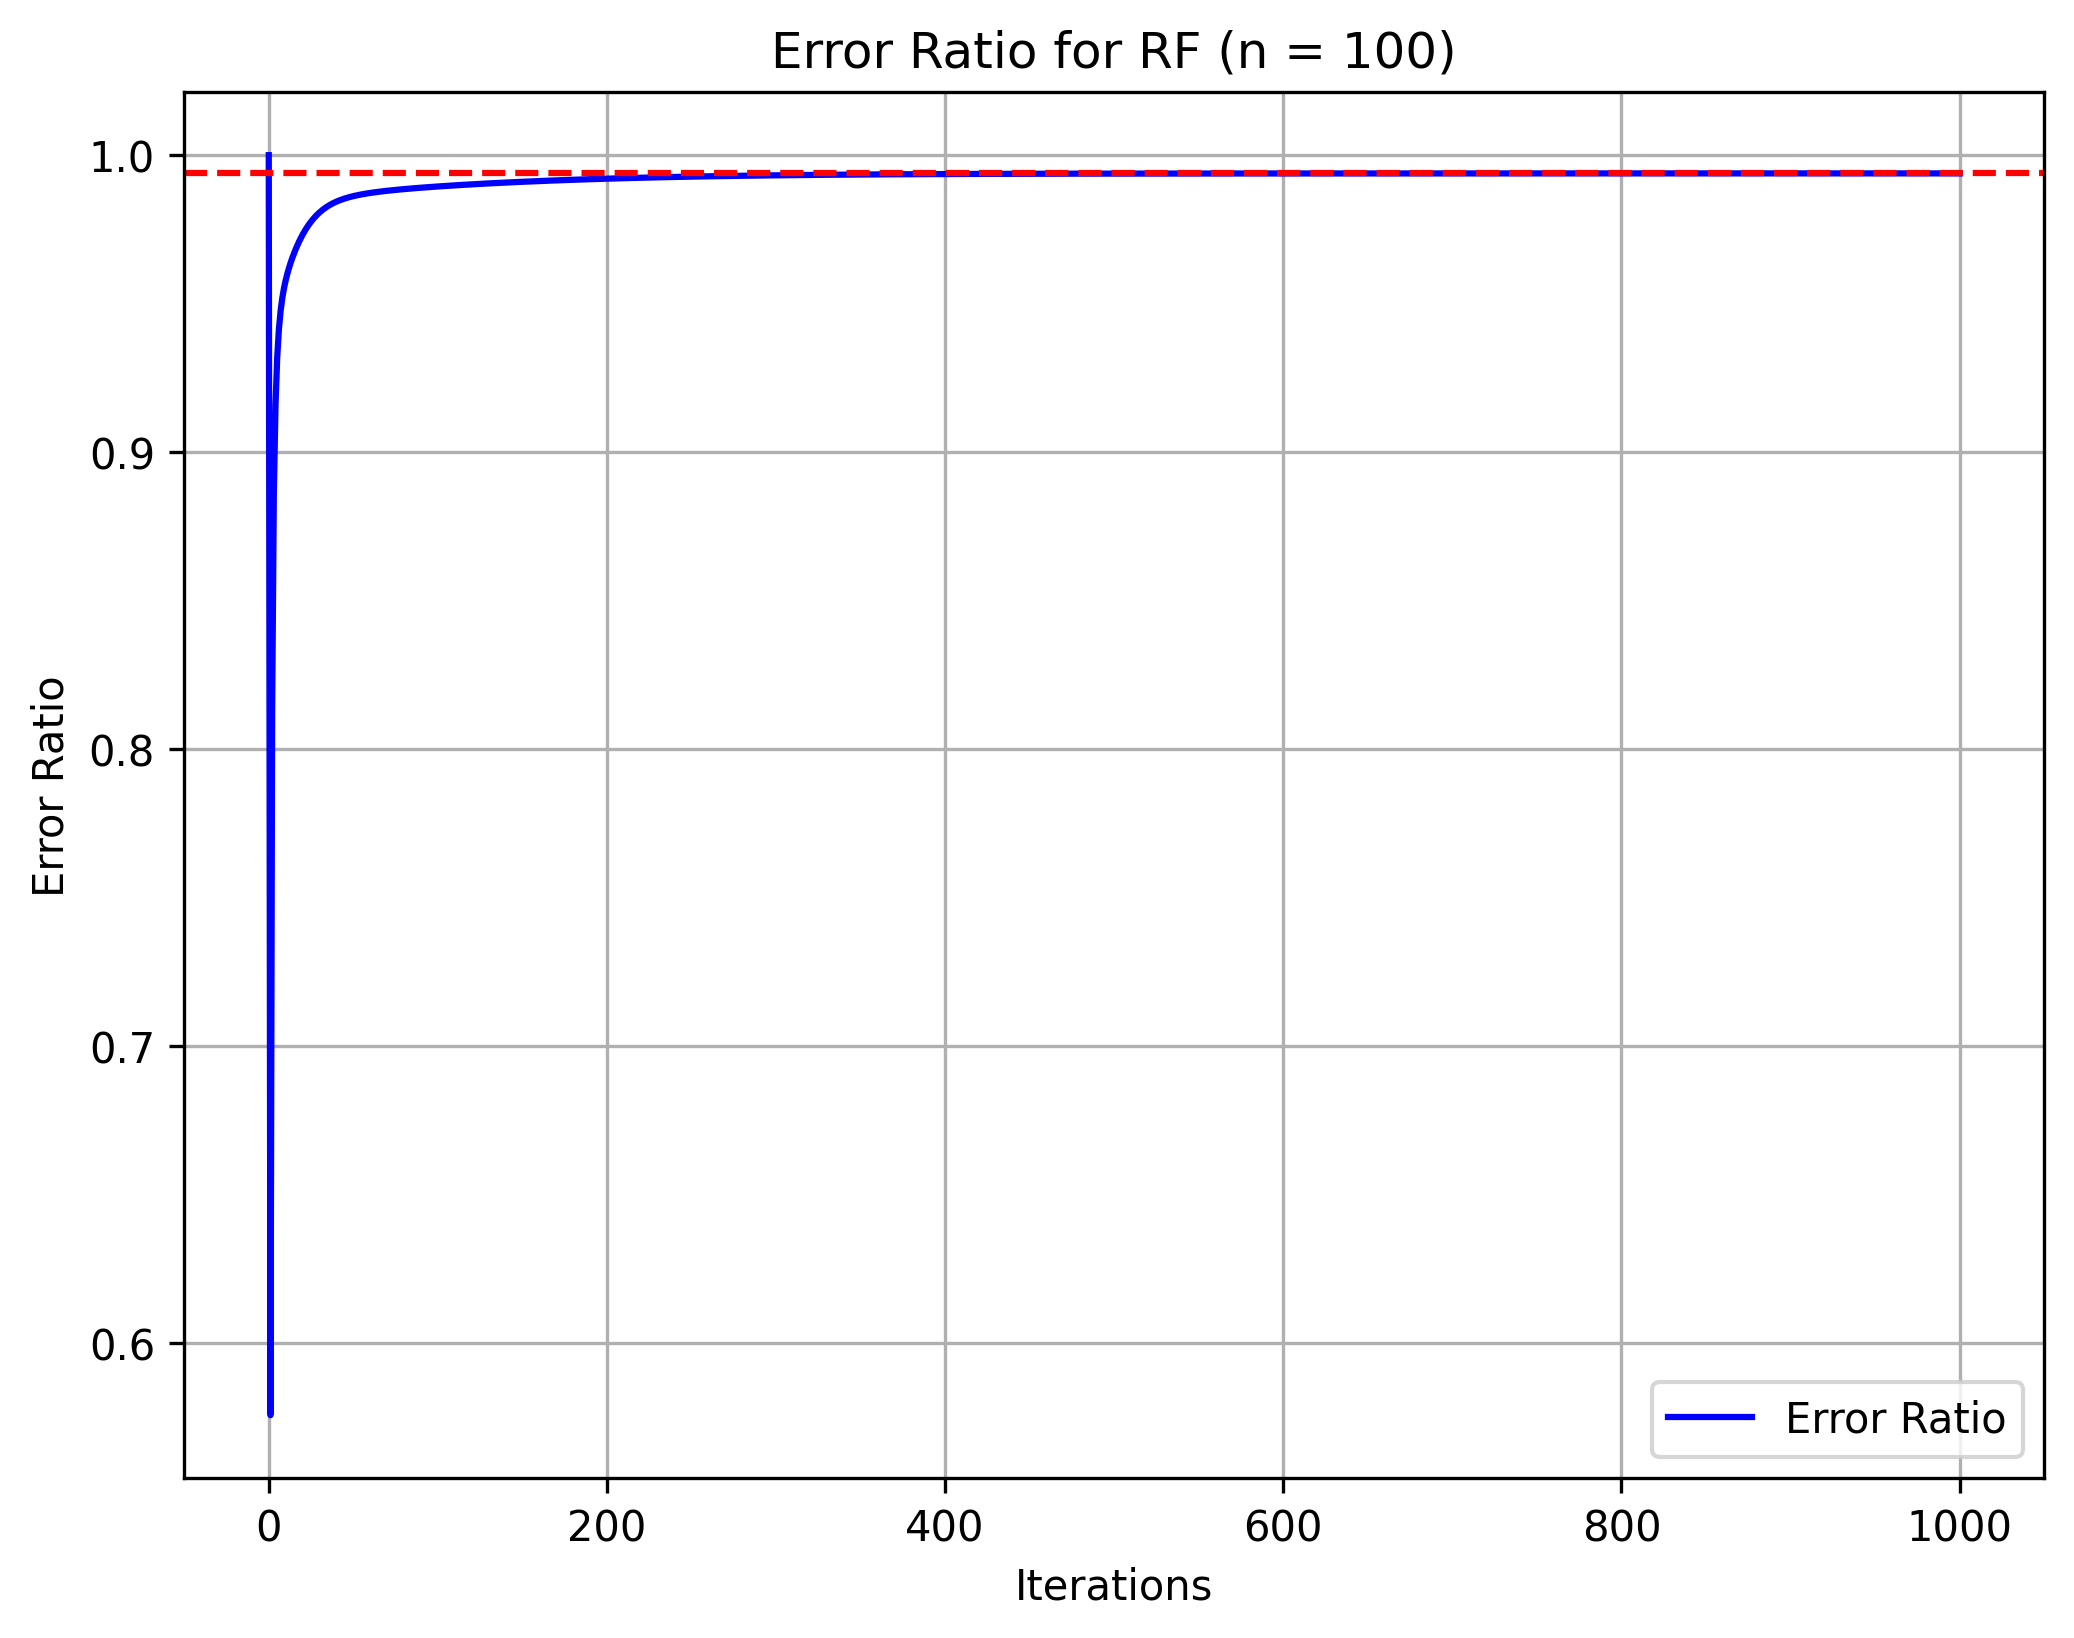 Error Ratio for RF (n = 100)
1.0
0.9
0.8
0.7
0.6
Error Ratio
Error Ratio
0 200 400 600 800 1000
Iterations